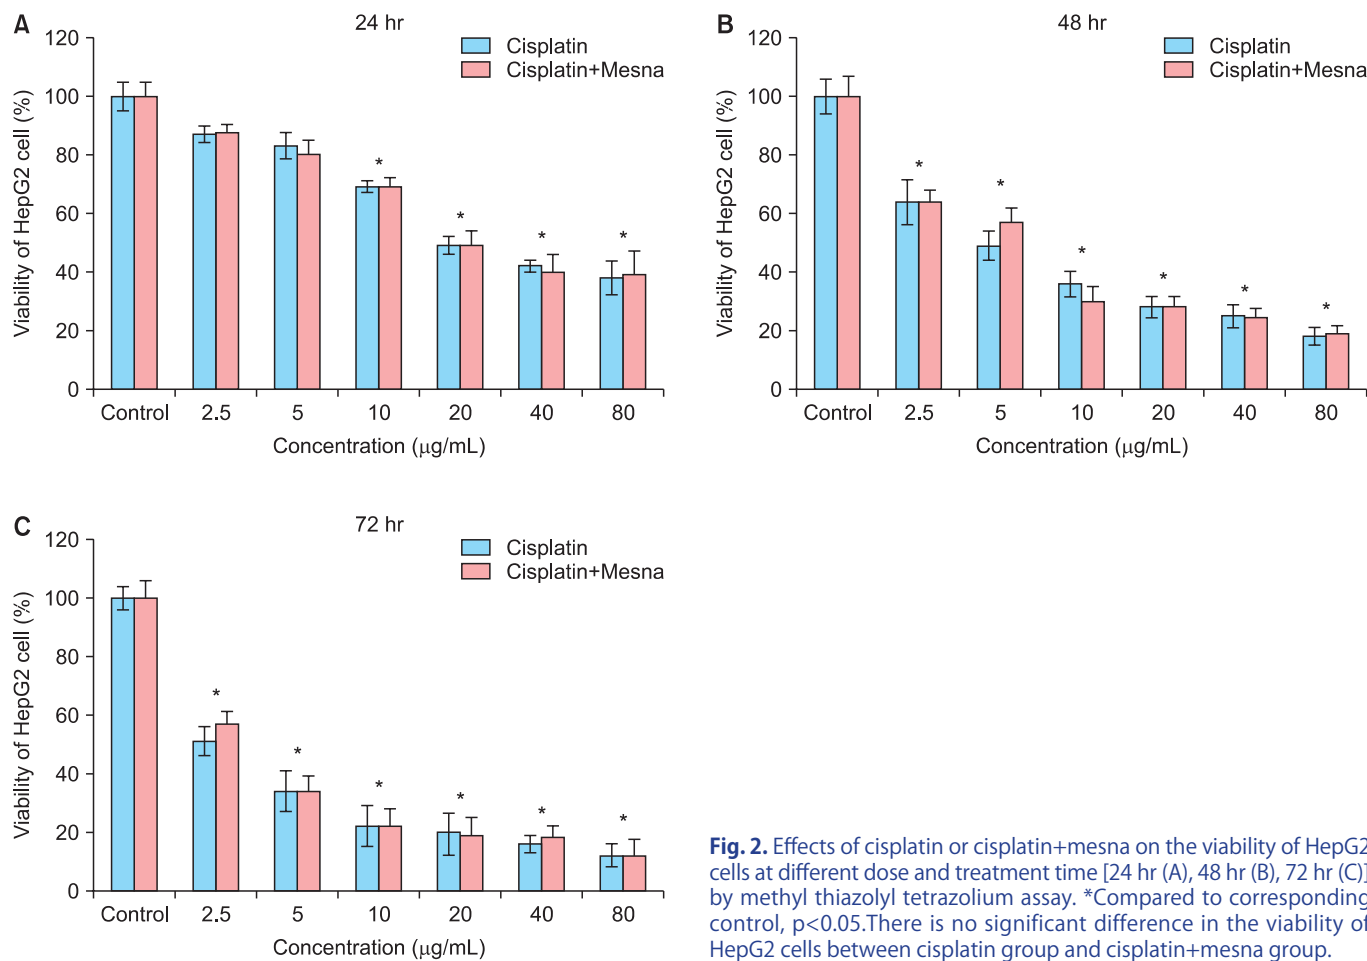 A
24 hr
Cisplatin
Cisplatin+Mesna
Viability of HepG2 cell (%)
120
100
80
60
40
20
0
*
*
*
*
Control 2.5 5 10 20 40 80
Concentration (μg/mL)
B
48 hr
Cisplatin
Cisplatin+Mesna
Viability of HepG2 cell (%)
120
100
80
60
40
20
0
*
*
*
*
*
*
Control 2.5 5 10 20 40 80
Concentration (μg/mL)
C
72 hr
Cisplatin
Cisplatin+Mesna
Viability of HepG2 cell (%)
120
100
80
60
40
20
0
*
*
*
*
*
*
Control 2.5 5 10 20 40 80
Concentration (μg/mL)
Fig. 2. Effects of cisplatin or cisplatin+mesna on the viability of HepG2
cells at different dose and treatment time [24 hr (A), 48 hr (B), 72 hr (C)]
by methyl thiazolyl tetrazolium assay. *Compared to corresponding
control, p<0.05.There is no significant difference in the viability of
HepG2 cells between cisplatin group and cisplatin+mesna group.